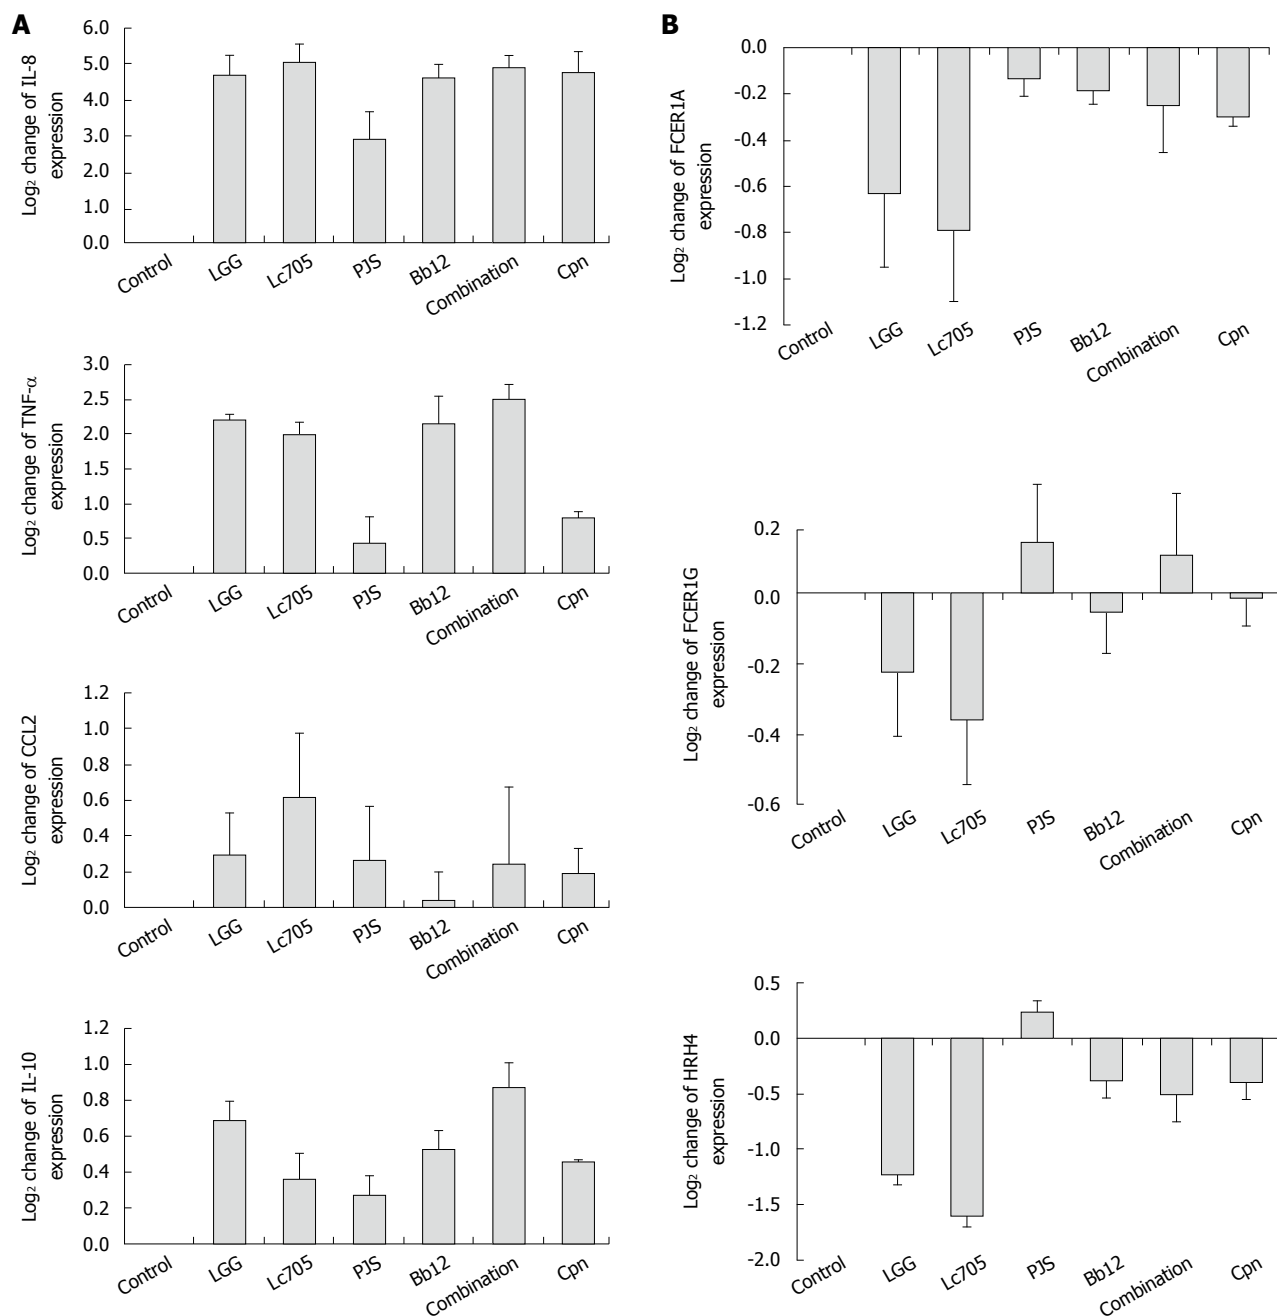 A
Log2 change of IL-8
expression
6.0
5.0
4.0
3.0
2.0
1.0
0.0
Control
LGG
Lc705
PJS
Bb12
Combination
Cpn
Log2 change of TNF-α
expression
3.0
2.5
2.0
1.5
1.0
0.5
0.0
Control
LGG
Lc705
PJS
Bb12
Combination
Cpn
Log2 change of CCL2
expression
1.2
1.0
0.8
0.6
0.4
0.2
0.0
Control
LGG
Lc705
PJS
Bb12
Combination
Cpn
Log2 change of IL-10
expression
1.2
1.0
0.8
0.6
0.4
0.2
0.0
Control
LGG
Lc705
PJS
Bb12
Combination
Cpn
B
Log2 change of FCER1A
expression
0.0
-0.2
-0.4
-0.6
-0.8
-1.0
-1.2
Control
LGG
Lc705
PJS
Bb12
Combination
Cpn
Log2 change of FCER1G
expression
0.2
0.0
-0.2
-0.4
-0.6
Control
LGG
Lc705
PJS
Bb12
Combination
Cpn
Log2 change of HRH4
expression
0.5
0.0
-0.5
-1.0
-1.5
-2.0
Control
LGG
Lc705
PJS
Bb12
Combination
Cpn